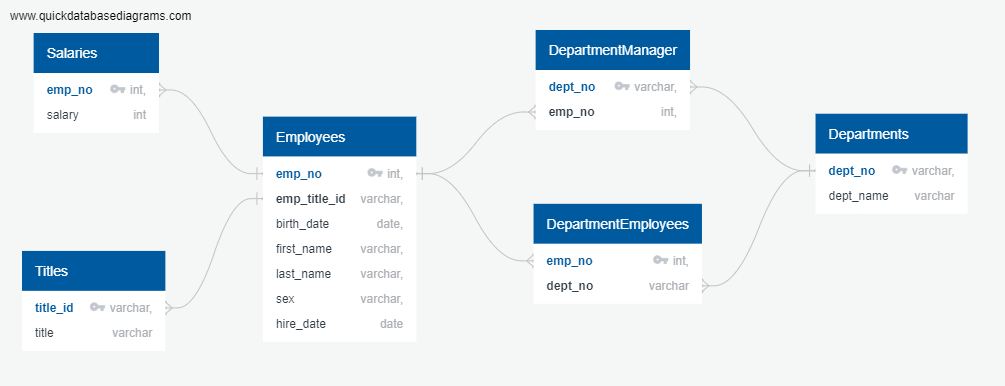 www.quickdatabasediagrams.com
Salaries
emp_no int,
salary int
Titles
title_id varchar,
title varchar
Employees
emp_no int,
emp_title_id varchar,
birth_date date,
first_name varchar,
last_name varchar,
sex varchar,
hire_date date
DepartmentManager
dept_no varchar,
emp_no int,
DepartmentEmployees
emp_no int,
dept_no varchar
Departments
dept_no varchar,
dept_name varchar